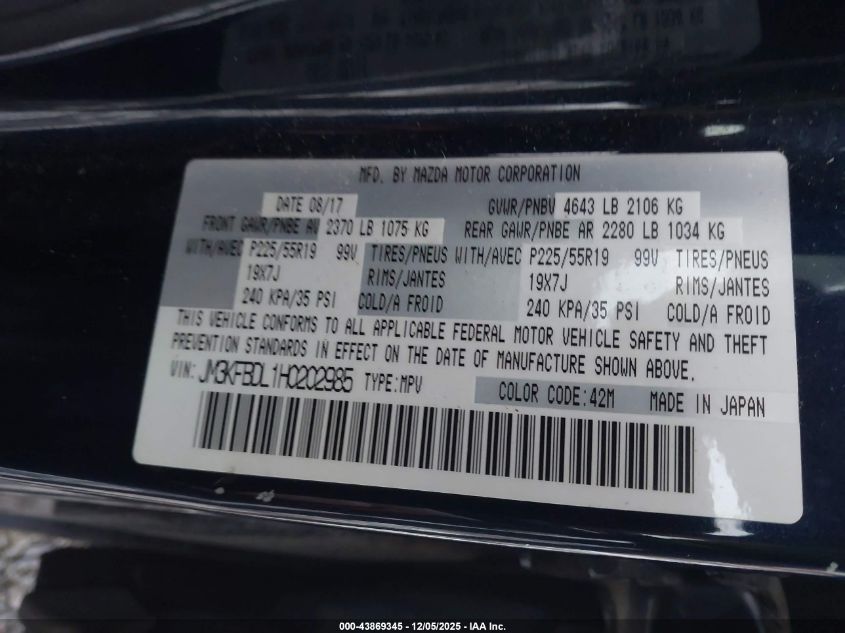 MFD. BY MAZDA MOTOR CORPORATION
DATE 08/17 GVWR/PNBV 4643 LB 2106 KG
FRONT GAWR/PNBE AV 2370 LB 1075 KG REAR GAWR/PNBE AR 2280 LB 1034 KG
WITH/AVEC P225/55R19 99V TIRES/PNEUS WITH/AVEC P225/55R19 99V TIRES/PNEUS
19X7J RIMS/JANTES 19X7J RIMS/JANTES
240 KPA/35 PSI COLD/A FROID 240 KPA/35 PSI COLD/A FROID
THIS VEHICLE CONFORMS TO ALL APPLICABLE FEDERAL MOTOR VEHICLE SAFETY AND THEFT
PREVENTION STANDARDS IN EFFECT ON THE DATE OF MANUFACTURE SHOWN ABOVE.
VIN: JM3KFBDL1H0202985 TYPE:MPV COLOR CODE:42M MADE IN JAPAN
000-43869345 - 12/05/2025 - IAA Inc.